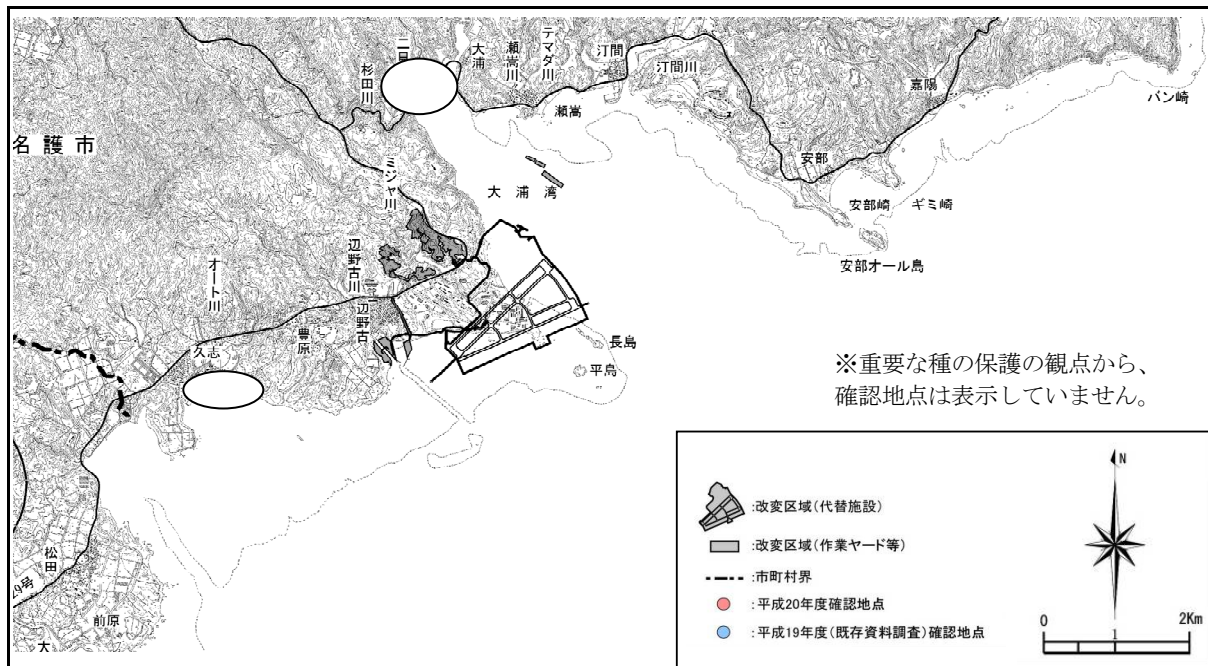 二見
杉田川
大浦
瀬嵩川
テマダ川
汀間
汀間川
瀬嵩
嘉陽
バン崎
名護市
ミジャ川
大浦湾
安部
安部崎
ギミ崎
安部オール島
辺野古川
オート川
辺野古
豊原
久志
長島
平島
※重要な種の保護の観点から、
確認地点は表示していません。
松田
29号
前原
大
:改変区域(代替施設)
:改変区域(作業ヤード等)
:市町村界
:平成20年度確認地点
:平成19年度(既存資料調査)確認地点
N
0 1 2Km